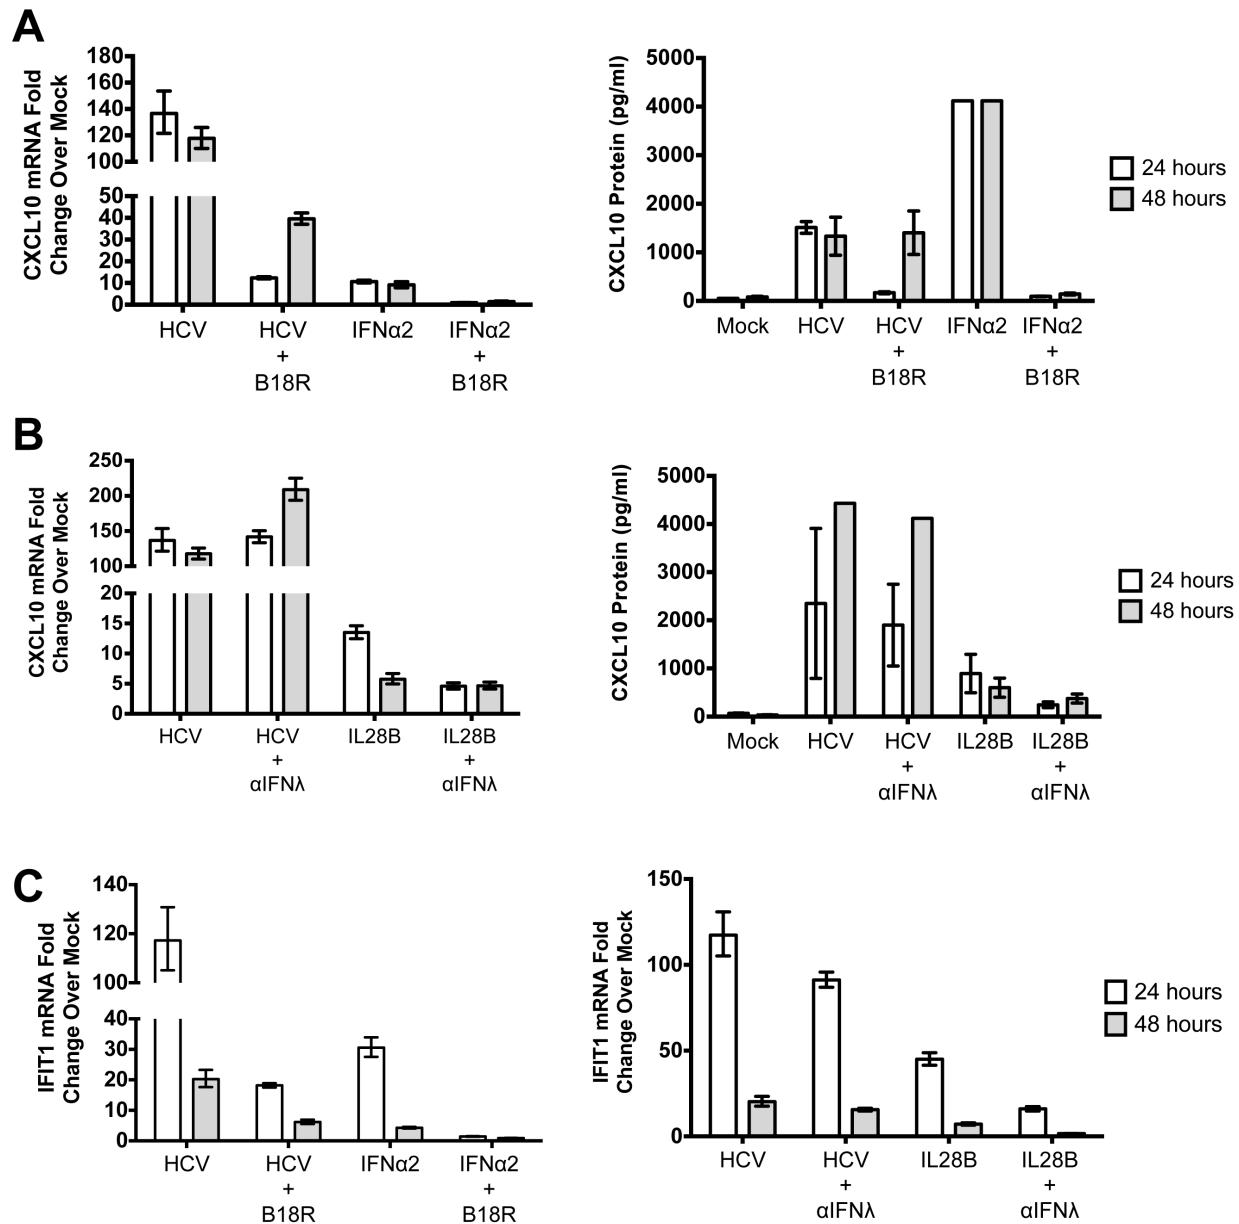 A
CXCL10 mRNA Fold
Change Over Mock
180
160
140
120
100
50
40
30
20
10
0
HCV
HCV
+
B18R
IFNα2
IFNα2
+
B18R
CXCL10 Protein (pg/ml)
5000
4000
3000
2000
1000
0
Mock
HCV
HCV
+
B18R
IFNα2
IFNα2
+
B18R
24 hours
48 hours
B
CXCL10 mRNA Fold
Change Over Mock
250
200
150
100
20
15
10
5
0
HCV
HCV
+
αIFNλ
IL28B
IL28B
+
αIFNλ
CXCL10 Protein (pg/ml)
5000
4000
3000
2000
1000
0
Mock
HCV
HCV
+
αIFNλ
IL28B
IL28B
+
αIFNλ
24 hours
48 hours
C
IFIT1 mRNA Fold
Change Over Mock
140
120
100
40
30
20
10
0
HCV
HCV
+
B18R
IFNα2
IFNα2
+
B18R
IFIT1 mRNA Fold
Change Over Mock
150
100
50
0
HCV
HCV
+
αIFNλ
IL28B
IL28B
+
αIFNλ
24 hours
48 hours